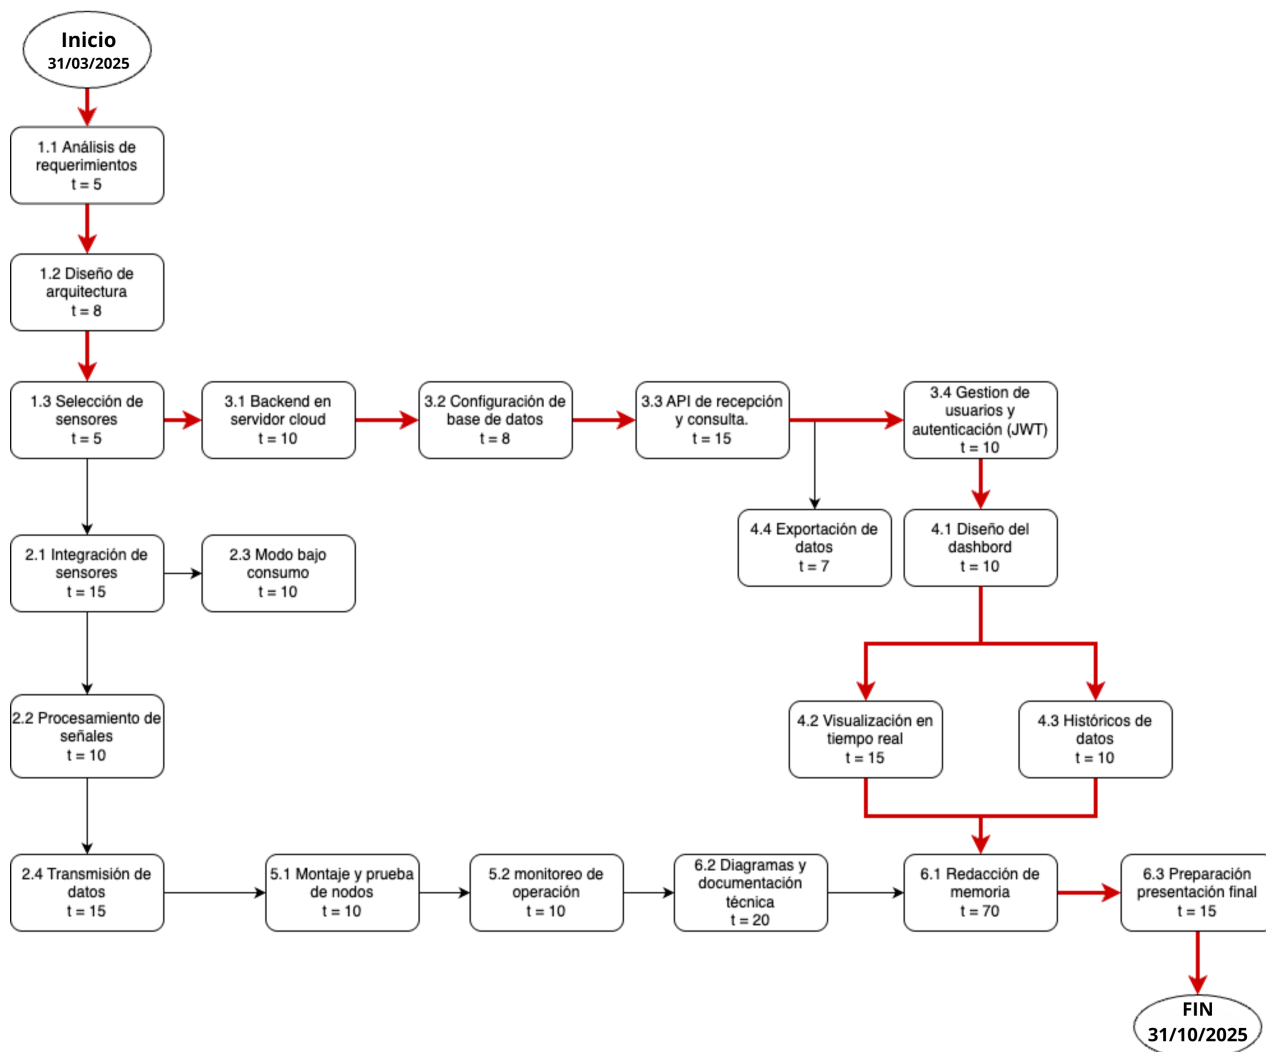 Inicio
31/03/2025
1.1 Análisis de
requerimientos
t = 5
1.2 Diseño de
arquitectura
t = 8
1.3 Selección de
sensores
t = 5
3.1 Backend en
servidor cloud
t = 10
3.2 Configuración de
base de datos
t = 8
3.3 API de recepción
y consulta.
t = 15
3.4 Gestion de
usuarios y
autenticación (JWT)
t = 10
4.4 Exportación de
datos
t = 7
4.1 Diseño del
dashbord
t = 10
2.1 Integración de
sensores
t = 15
2.3 Modo bajo
consumo
t = 10
2.2 Procesamiento de
señales
t = 10
4.2 Visualización en
tiempo real
t = 15
4.3 Históricos de
datos
t = 10
2.4 Transmisión de
datos
t = 15
5.1 Montaje y prueba
de nodos
t = 10
5.2 monitoreo de
operación
t = 10
6.2 Diagramas y
documentación
técnica
t = 20
6.1 Redacción de
memoria
t = 70
6.3 Preparación
presentación final
t = 15
FIN
31/10/2025